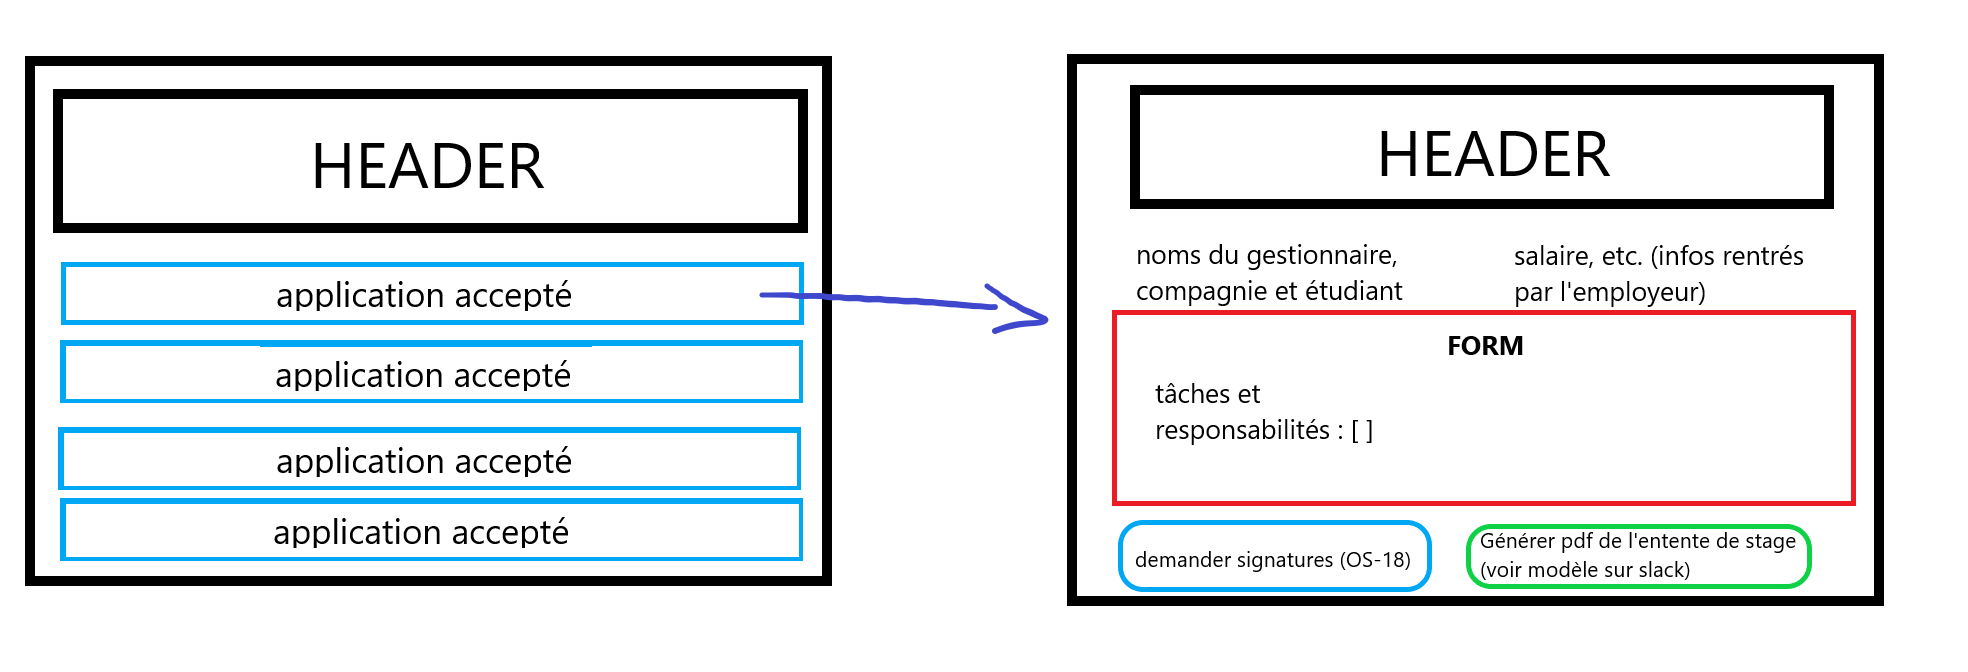 HEADER
application accepté
application accepté
application accepté
application accepté
HEADER
noms du gestionnaire,
compagnie et étudiant
salaire, etc. (infos rentrés
par l'employeur)
FORM
tâches et
responsabilités : [ ]
demander signatures (OS-18)
Générer pdf de l'entente de stage
(voir modèle sur slack)